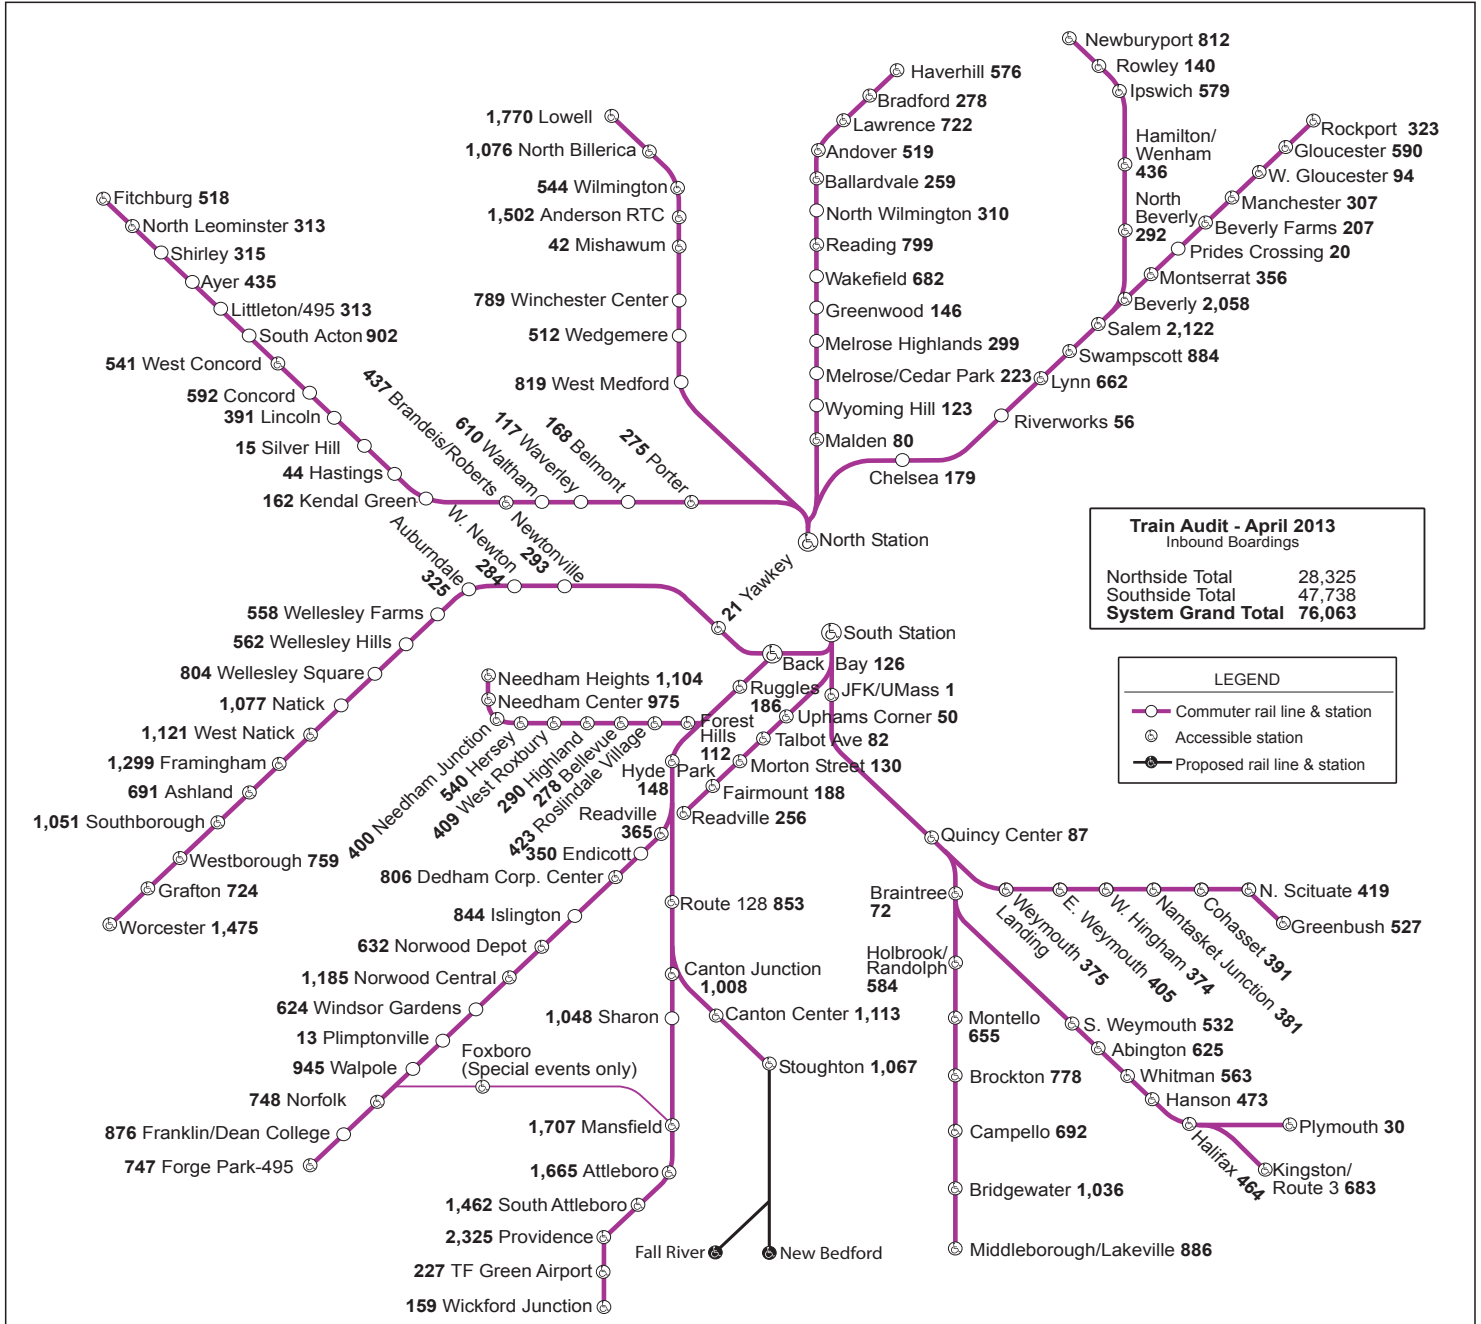 Newburyport 812
Rowley 140
Ipswich 579
Hamilton/
Wenham
436
North
Beverly
292
Rockport 323
Gloucester 590
W. Gloucester 94
Manchester 307
Beverly Farms 207
Prides Crossing 20
Montserrat 356
Beverly 2,058
Salem 2,122
Swampscott 884
Lynn 662
Riverworks 56
Chelsea 179
Haverhill 576
Bradford 278
Lawrence 722
Andover 519
Ballardvale 259
North Wilmington 310
Reading 799
Wakefield 682
Greenwood 146
Melrose Highlands 299
Melrose/Cedar Park 223
Wyoming Hill 123
Malden 80
1,770 Lowell
1,076 North Billerica
544 Wilmington
1,502 Anderson RTC
42 Mishawum
789 Winchester Center
512 Wedgemere
819 West Medford
Fitchburg 518
North Leominster 313
Shirley 315
Ayer 435
Littleton/495 313
South Acton 902
541 West Concord
592 Concord
391 Lincoln
15 Silver Hill
44 Hastings
162 Kendal Green
437 Brandeis/Roberts
610 Waltham
117 Waverley
168 Belmont
275 Porter
North Station
Train Audit - April 2013
Inbound Boardings
Northside Total 28,325
Southside Total 47,738
System Grand Total 76,063
LEGEND
Commuter rail line & station
Accessible station
Proposed rail line & station
Auburndale
325
W. Newton
284
Newtonville
293
21 Yawkey
558 Wellesley Farms
562 Wellesley Hills
804 Wellesley Square
1,077 Natick
1,121 West Natick
1,299 Framingham
691 Ashland
1,051 Southborough
Westborough 759
Grafton 724
Worcester 1,475
South Station
Back Bay 126
Ruggles
186
JFK/UMass 1
Uphams Corner 50
Talbot Ave 82
Morton Street 130
Fairmount 188
Readville 256
Needham Heights 1,104
Needham Center 975
400 Needham Junction
540 Hersey
409 West Roxbury
290 Highland
278 Bellevue
423 Roslindale Village
Forest
Hills
112
Hyde Park
148
Readville
365
350 Endicott
806 Dedham Corp. Center
844 Islington
632 Norwood Depot
1,185 Norwood Central
624 Windsor Gardens
13 Plimptonville
945 Walpole
748 Norfolk
876 Franklin/Dean College
747 Forge Park-495
Foxboro
(Special events only)
Route 128 853
Canton Junction
1,008
1,048 Sharon
Canton Center 1,113
Stoughton 1,067
1,707 Mansfield
1,665 Attleboro
1,462 South Attleboro
2,325 Providence
227 TF Green Airport
159 Wickford Junction
Fall River
New Bedford
Quincy Center 87
Braintree
72
Holbrook/
Randolph
584
Montello
655
Brockton 778
Campello 692
Bridgewater 1,036
Middleborough/Lakeville 886
Weymouth 375
Landing
E. Weymouth 405
W. Hingham 374
Nantasket Junction 381
Cohasset 391
N. Scituate 419
Greenbush 527
S. Weymouth 532
Abington 625
Whitman 563
Hanson 473
Halifax 464
Plymouth 30
Kingston/
Route 3 683